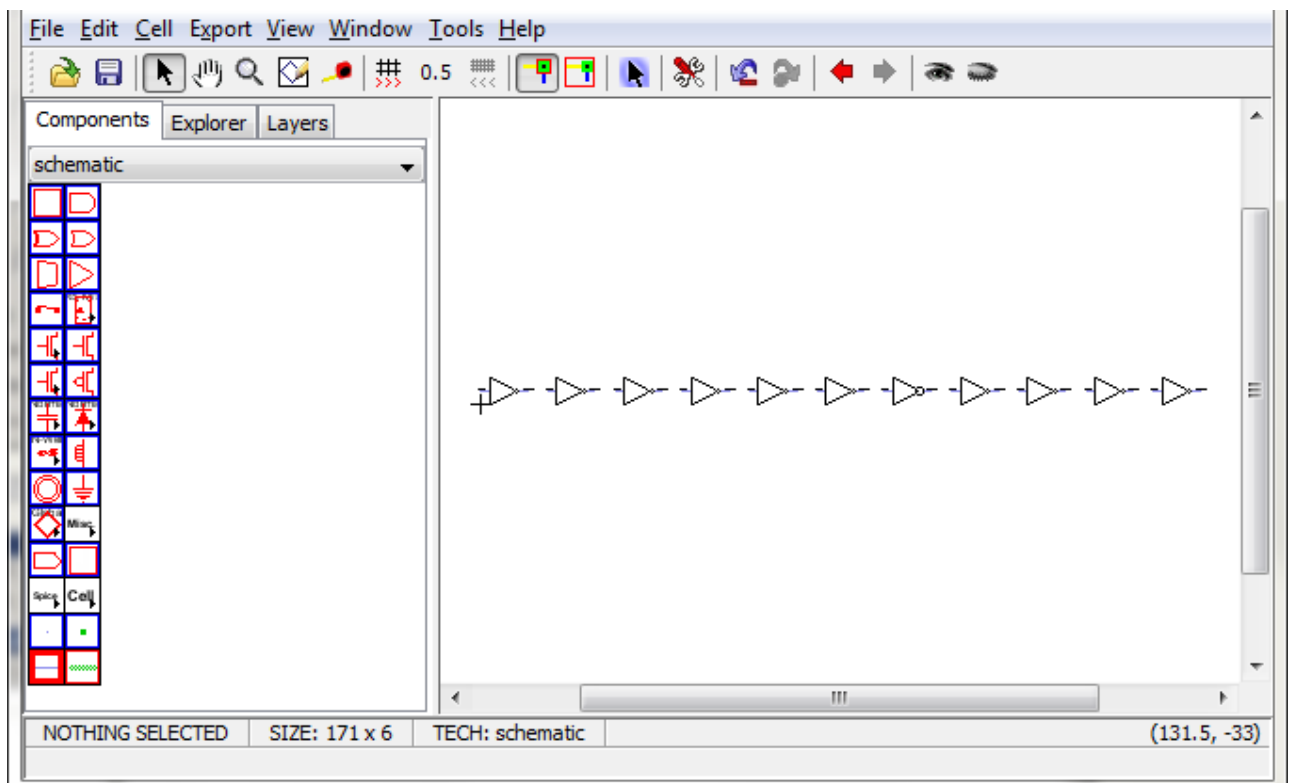 File Edit Cell Export View Window Tools Help
0.5
Components Explorer Layers
schematic
Misc.
Spice Cell
NOTHING SELECTED SIZE: 171 x 6 TECH: schematic (131.5, -33)